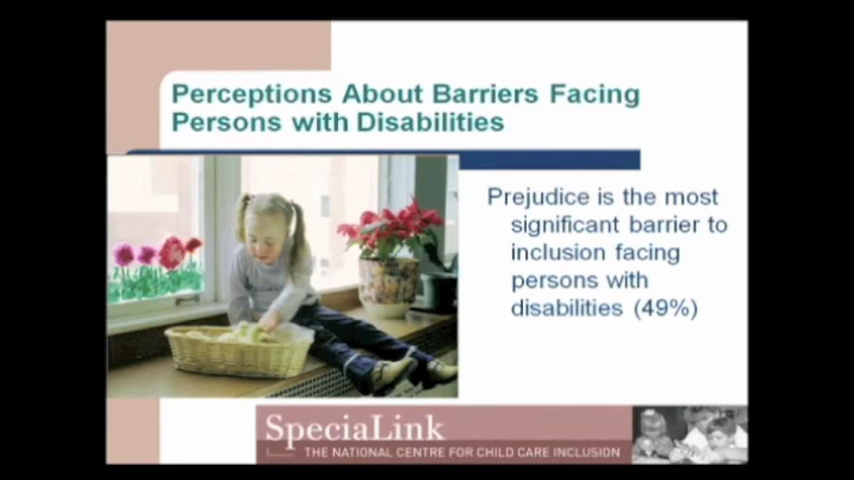 Perceptions About Barriers Facing
Persons with Disabilities
Prejudice is the most
significant barrier to
inclusion facing
persons with
disabilities (49%)
SpeciaLink
THE NATIONAL CENTRE FOR CHILD CARE INCLUSION